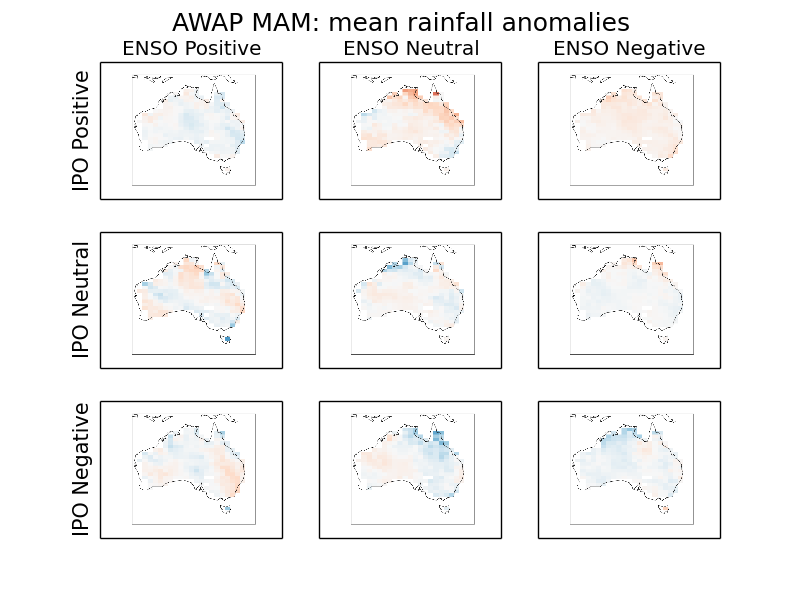 AWAP MAM: mean rainfall anomalies
ENSO Positive
ENSO Neutral
ENSO Negative
IPO Positive
IPO Neutral
IPO Negative